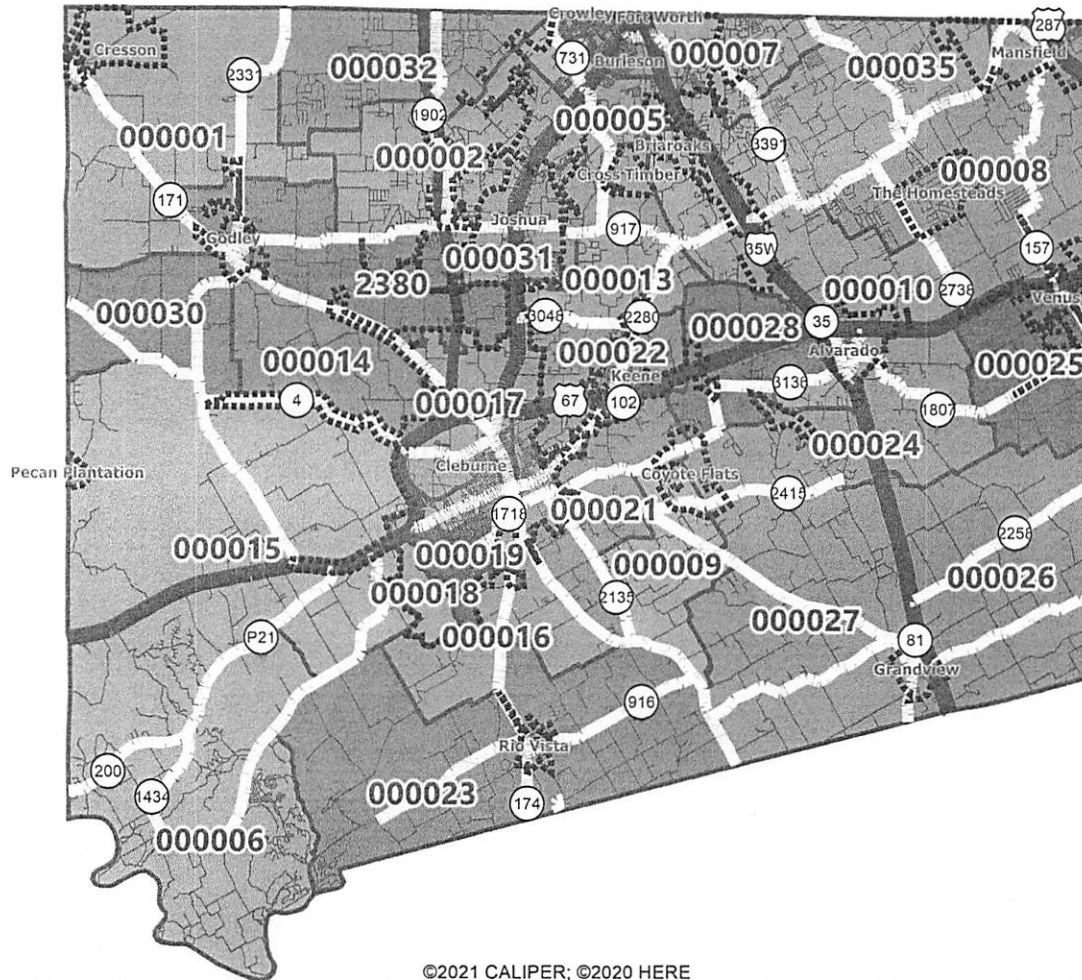 Crowley Fort Worth
287
Cresson
731
000007
Mansfield
2331
000032
Burleson
000035
1902
000005
000001
3391
000002
Briaroaks
Cross Timber
000008
171
The Homesteads
Joshua
917
Godley
35W
157
000031
2380
000013
000010
2738
000030
Venus
3048
2280
000028
35
000022
Alvarado
000014
Keene
000025
3136
4
000017
67
102
1807
000024
Pecan Plantation
Cleburne
Coyote Flats
2415
1718
000021
2258
000015
000019
000009
000026
000018
2135
000027
P21
000016
81
Grandview
916
Rio Vista
200
000023
1434
174
000006
©2021 CALIPER; ©2020 HERE